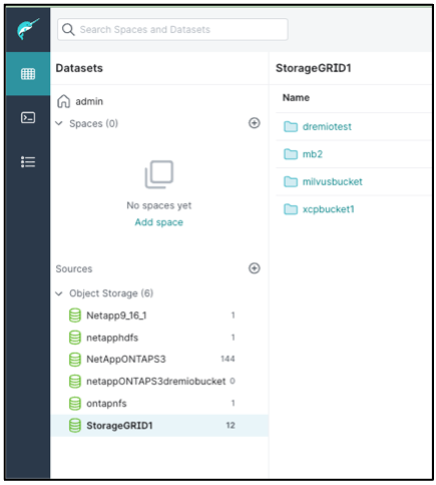 Search Spaces and Datasets
Datasets
admin
Spaces (0)
No spaces yet
Add space
Sources
Object Storage (6)
Netapp9_16_1 1
netapphdfs 1
NetAppONTAPS3 144
netappONTAPS3dremiobucket 0
ontapnfs 1
StorageGRID1 12
StorageGRID1
Name
dremiotest
mb2
milvusbucket
xcpbucket1